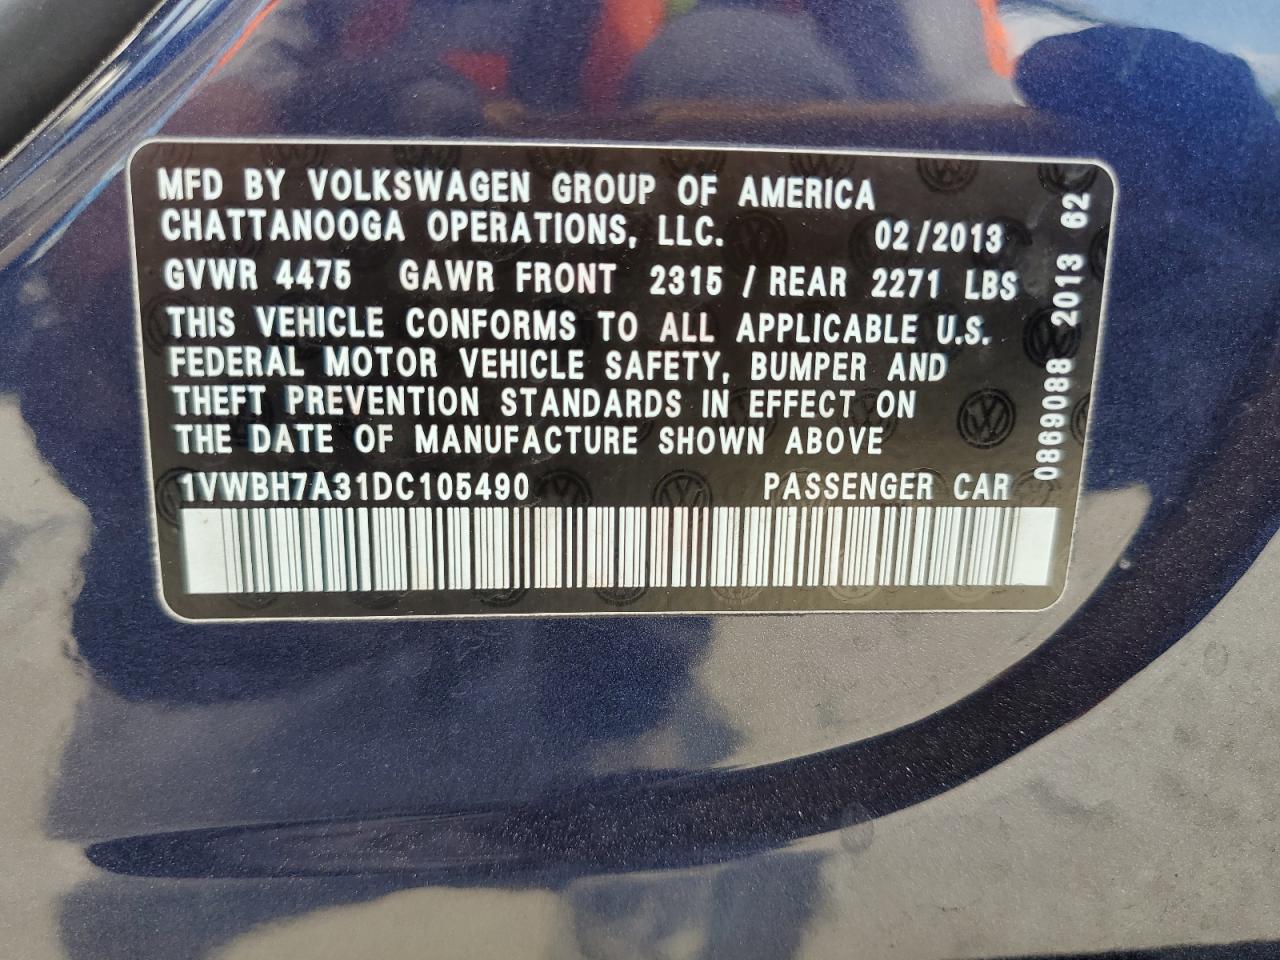 MFD BY VOLKSWAGEN GROUP OF AMERICA
CHATTANOOGA OPERATIONS, LLC. 02/2013
GVWR 4475 GAWR FRONT 2315 / REAR 2271 LBS
THIS VEHICLE CONFORMS TO ALL APPLICABLE U.S.
FEDERAL MOTOR VEHICLE SAFETY, BUMPER AND
THEFT PREVENTION STANDARDS IN EFFECT ON
THE DATE OF MANUFACTURE SHOWN ABOVE
1VWBH7A31DC105490 PASSENGER CAR
0869088 2013 62